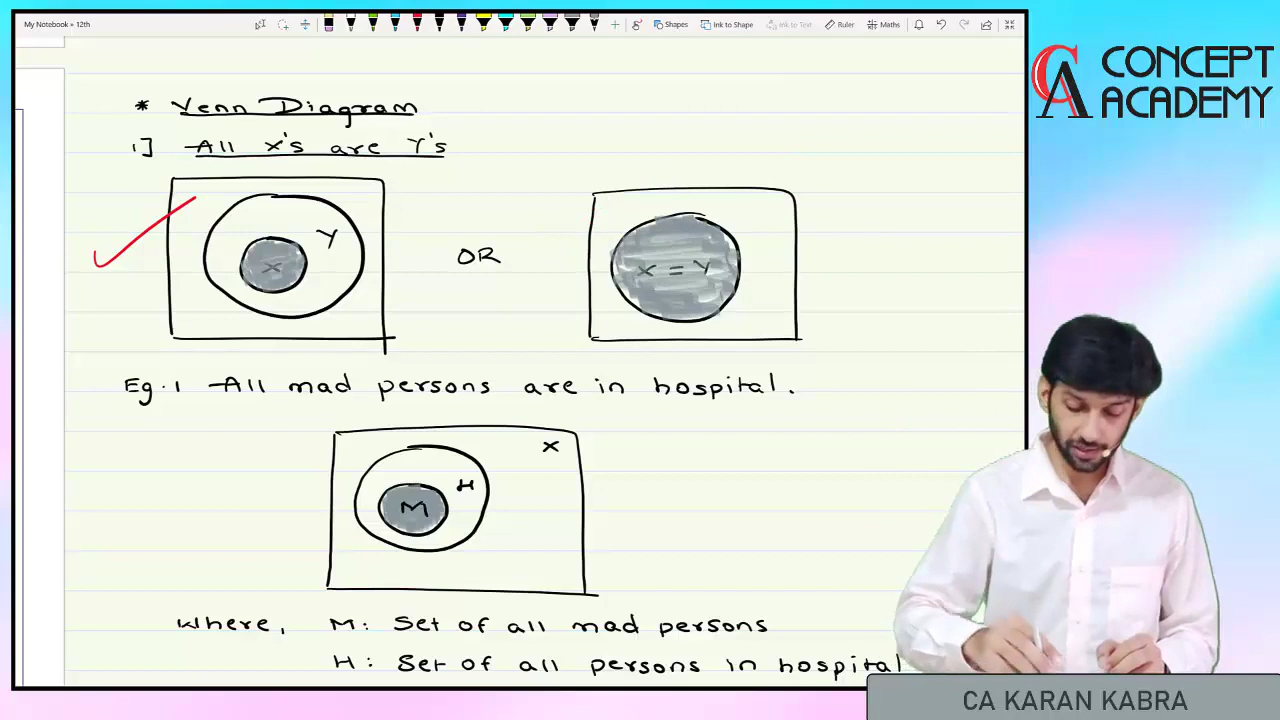 My Notebook > 12th
Shapes
Ink to Shape
Ink to Text
Ruler
Maths
CONCEPT
ACADEMY
* Venn Diagram
1] All X's are Y's
Y
X
OR
X = Y
Eg. 1 All mad persons are in hospital.
X
H
M
Where, M: Set of all mad persons
H: Set of all persons in hospital
CA KARAN KABRA